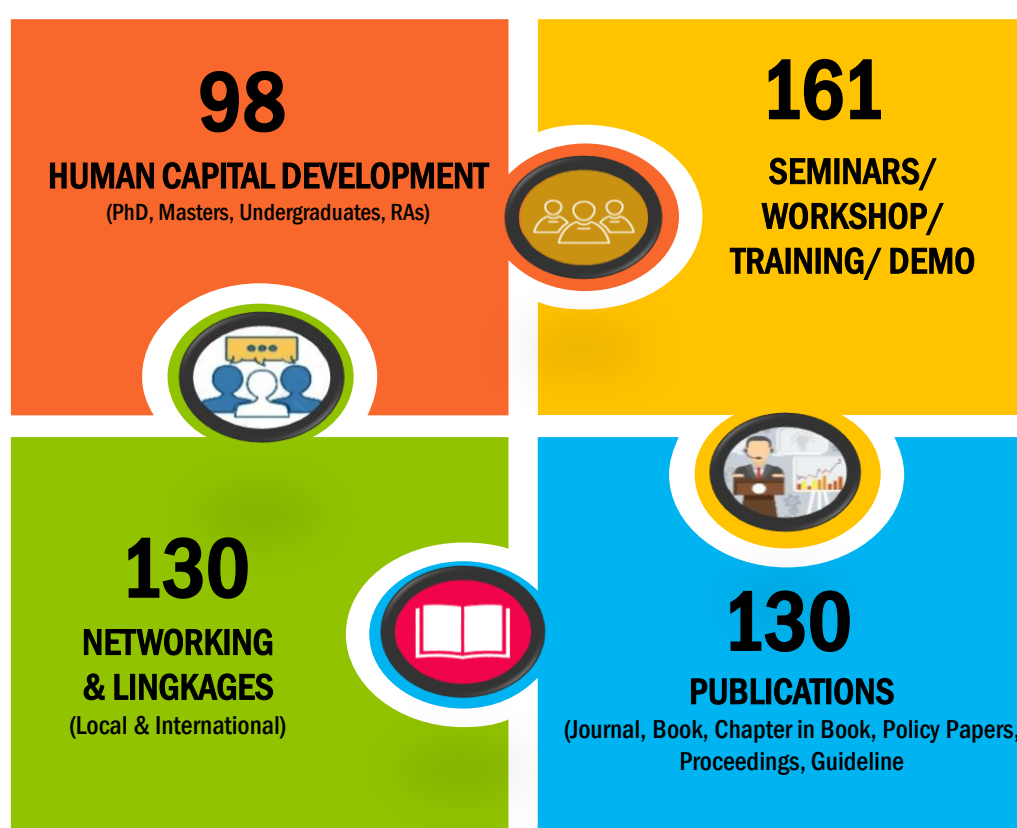 98
HUMAN CAPITAL DEVELOPMENT
(PhD, Masters, Undergraduates, RAs)
161
SEMINARS/
WORKSHOP/
TRAINING/ DEMO
130
NETWORKING
& LINGKAGES
(Local & International)
130
PUBLICATIONS
(Journal, Book, Chapter in Book, Policy Papers,
Proceedings, Guideline